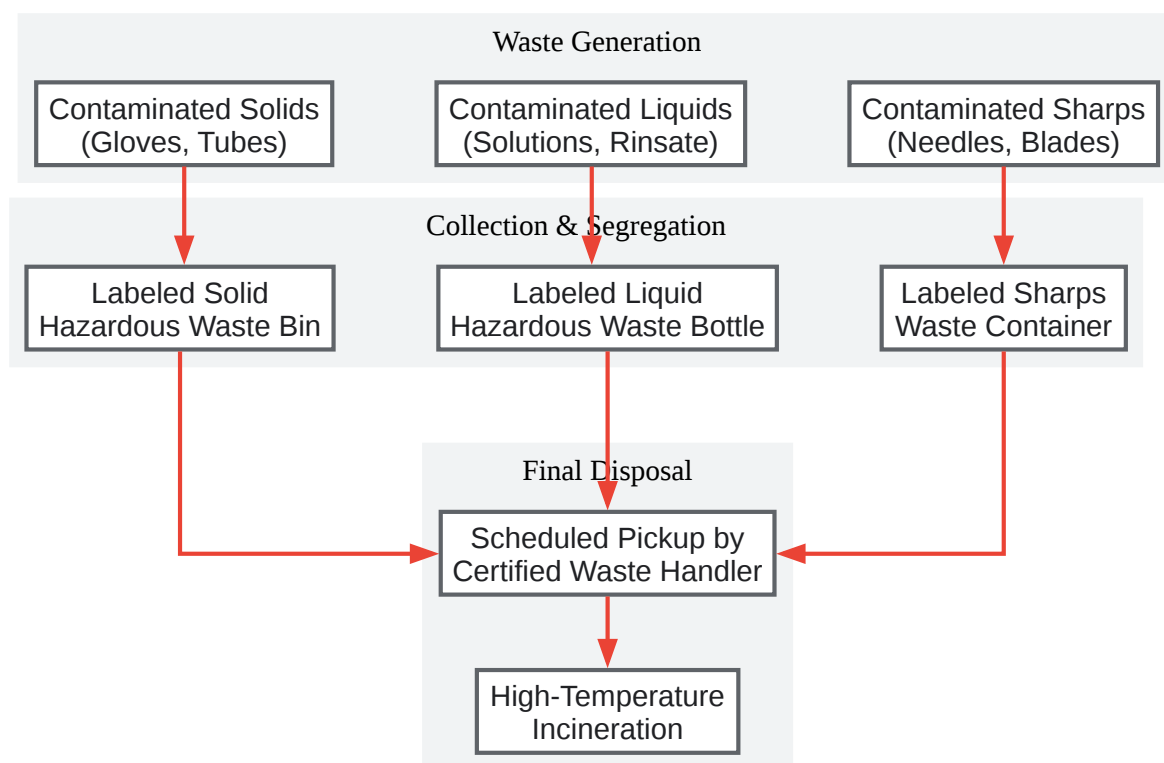 Waste Generation
Contaminated Solids
(Gloves, Tubes)
Contaminated Liquids
(Solutions, Rinsate)
Contaminated Sharps
(Needles, Blades)
Collection & Segregation
Labeled Solid
Hazardous Waste Bin
Labeled Liquid
Hazardous Waste Bottle
Labeled Sharps
Waste Container
Final Disposal
Scheduled Pickup by
Certified Waste Handler
High-Temperature
Incineration